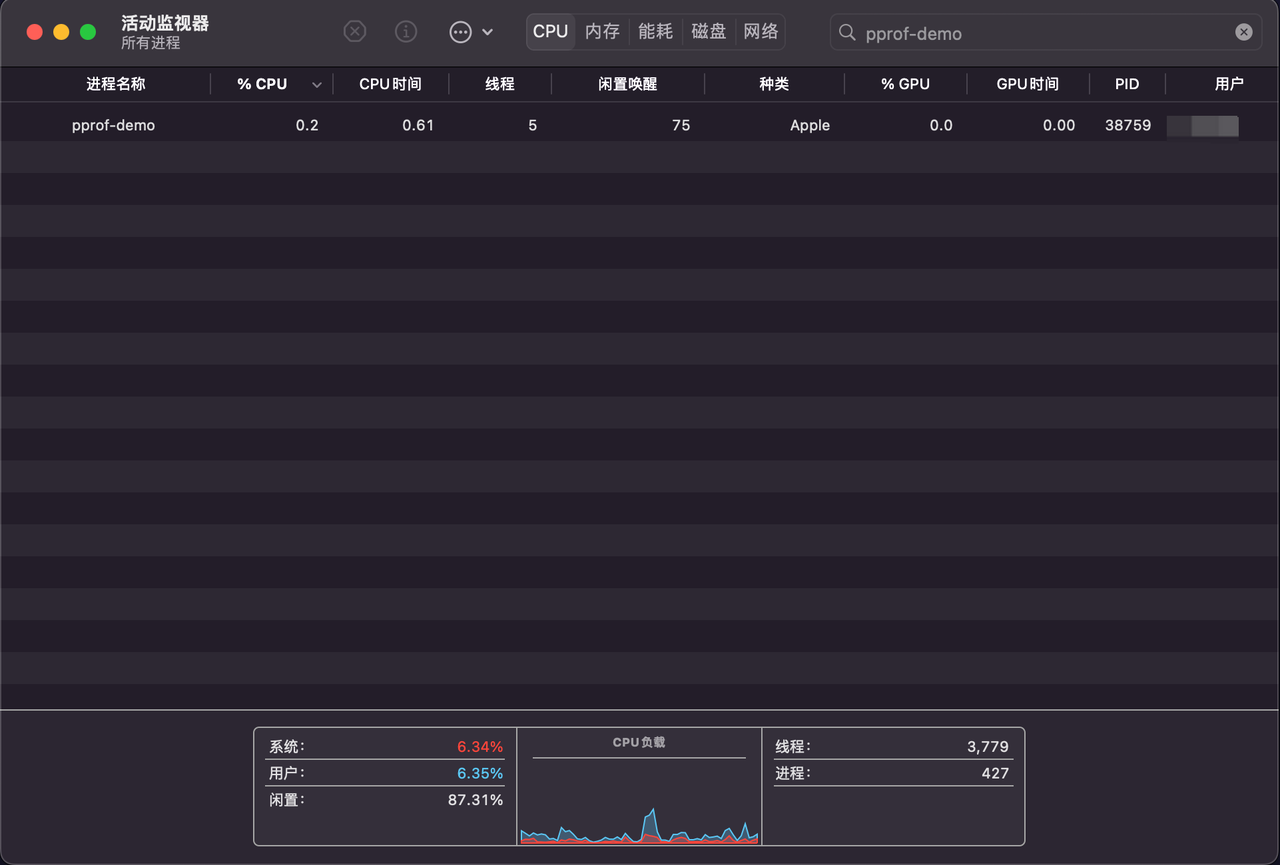 活动监视器
所有进程
CPU 内存 能耗 磁盘 网络
pprof-demo
进程名称 % CPU CPU时间 线程 闲置唤醒 种类 % GPU GPU时间 PID 用户
pprof-demo 0.2 0.61 5 75 Apple 0.0 0.00 38759
系统： 6.34%
用户： 6.35%
闲置： 87.31%
CPU负载
线程： 3,779
进程： 427